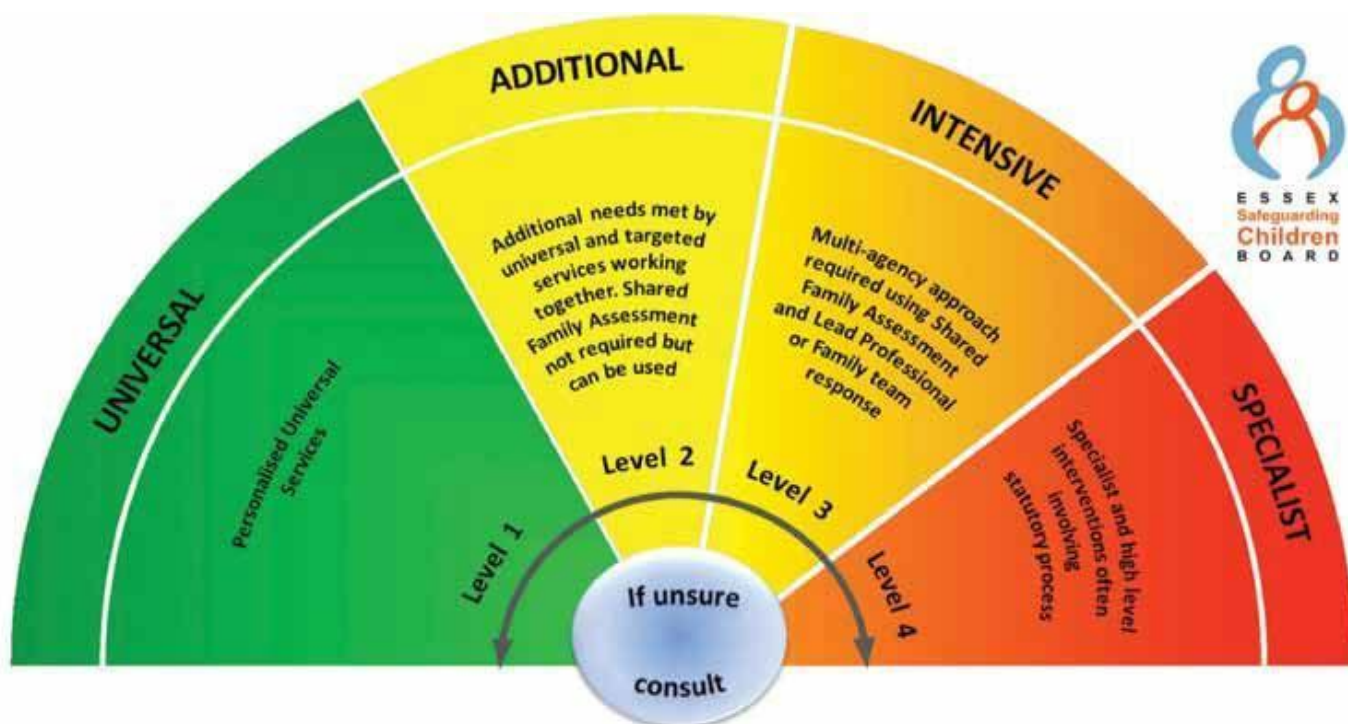 UNIVERSAL
Personalised Universal
Services
Level 1
ADDITIONAL
Additional needs met by
universal and targeted
services working
together. Shared
Family Assessment
not required but
can be used
Level 2
INTENSIVE
Multi-agency approach
required using Shared
Family Assessment
and Lead Professional
or Family team
response
Level 3
SPECIALIST
Specialist and high level
interventions often
involving
statutory process
Level 4
If unsure
consult
ESSEX
Safeguarding
Children
BOARD